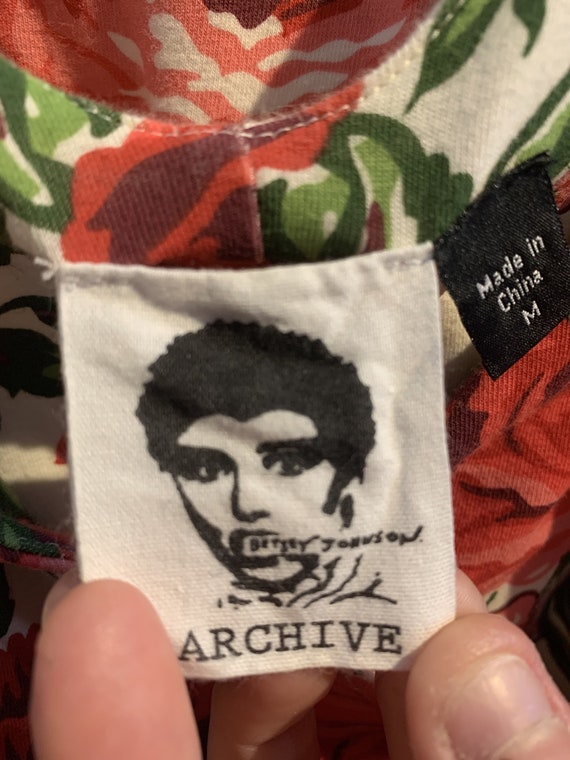 BETSEY JOHNSON.
ARCHIVE
Made in
China
M